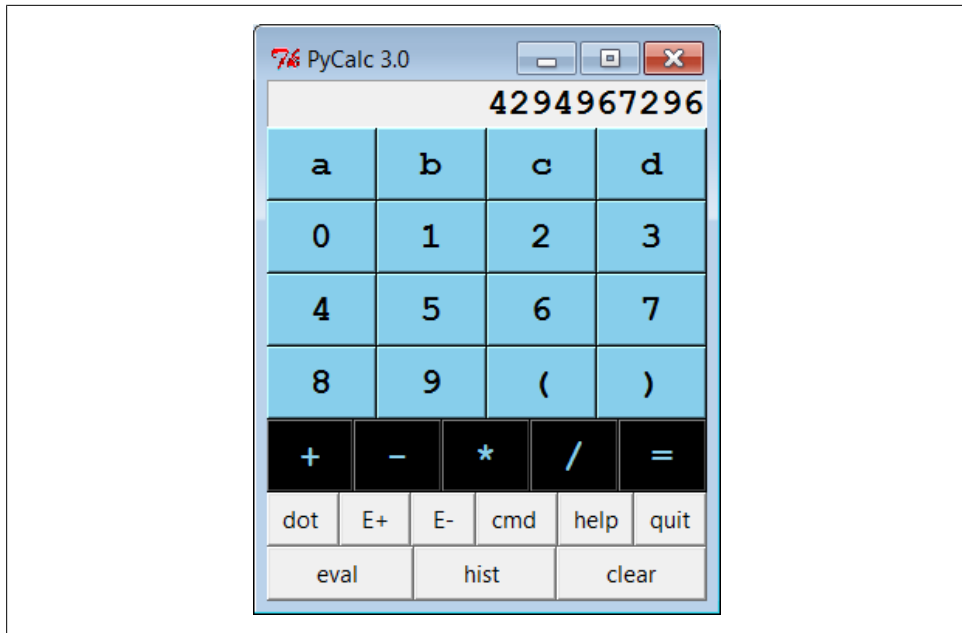 PyCalc 3.0
4294967296
a b c d
0 1 2 3
4 5 6 7
8 9 ( )
+ - * / =
dot E+ E- cmd help quit
eval hist clear